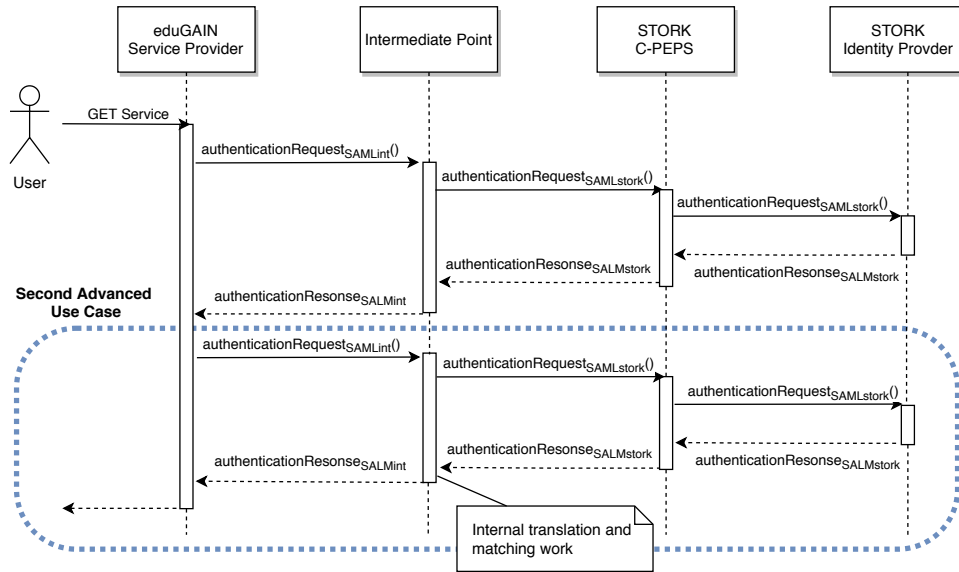 eduGAIN
Service Provider
Intermediate Point
STORK
C-PEPS
STORK
Identity Provder
User
GET Service
authenticationRequestSAMLint()
authenticationRequestSAMLstork()
authenticationRequestSAMLstork()
authenticationResonseSALMstork
authenticationResonseSALMstork
authenticationResonseSALMint
Second Advanced
Use Case
authenticationRequestSAMLint()
authenticationRequestSAMLstork()
authenticationRequestSAMLstork()
authenticationResonseSALMstork
authenticationResonseSALMstork
authenticationResonseSALMint
Internal translation and
matching work